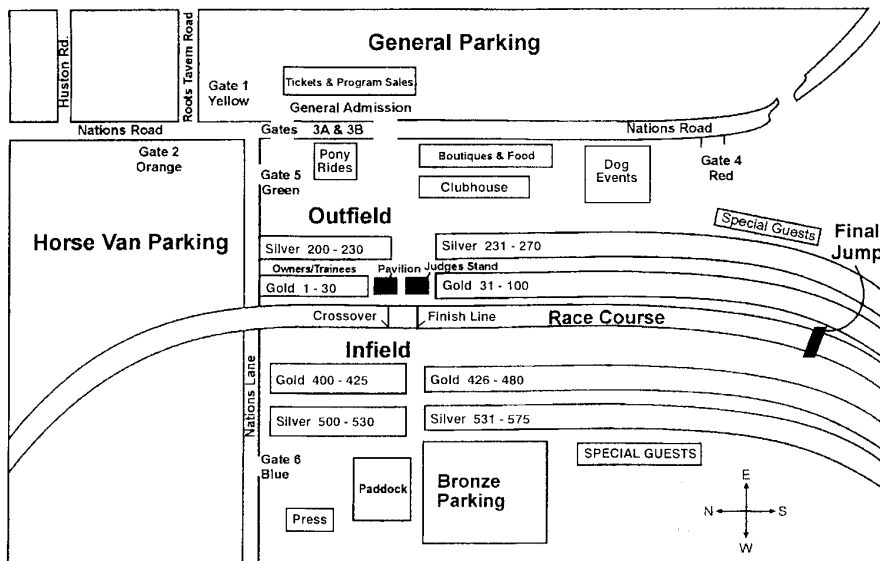 General Parking
Huston Rd.
Roots Tavern Road
Gate 1
Yellow
Tickets & Program Sales
General Admission
Nations Road
Gates 3A & 3B
Nations Road
Gate 2
Orange
Pony
Rides
Boutiques & Food
Dog
Events
Gate 4
Red
Gate 5
Green
Clubhouse
Outfield
Special Guests
Final
Jump
Horse Van Parking
Silver 200 - 230
Silver 231 - 270
Owners/Trainees
Pavilion
Judges Stand
Gold 1 - 30
Gold 31 - 100
Crossover
Finish Line
Race Course
Infield
Nations Lane
Gold 400 - 425
Gold 426 - 480
Silver 500 - 530
Silver 531 - 575
Gate 6
Blue
Paddock
Bronze
Parking
SPECIAL GUESTS
Press
E
N S
W